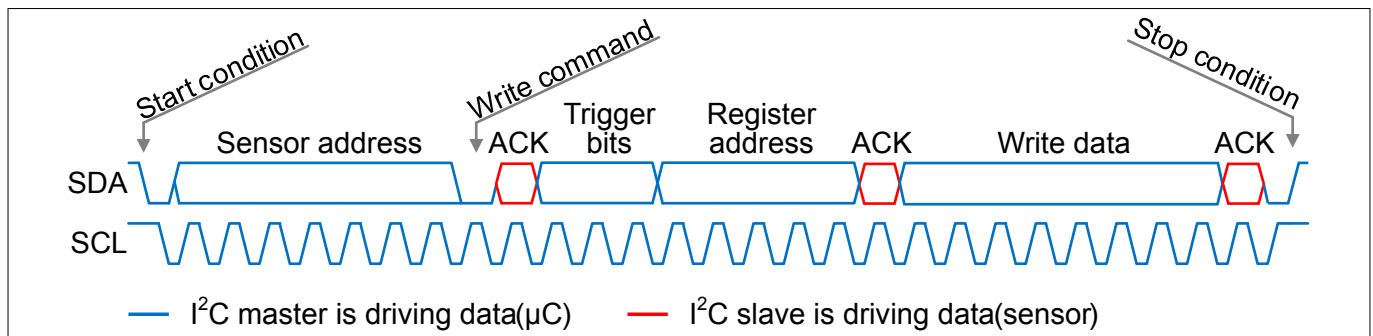 Start condition
Write command
Stop condition
Sensor address
ACK
Trigger
bits
Register
address
ACK
Write data
ACK
SDA
SCL
I²C master is driving data(µC)
I²C slave is driving data(sensor)